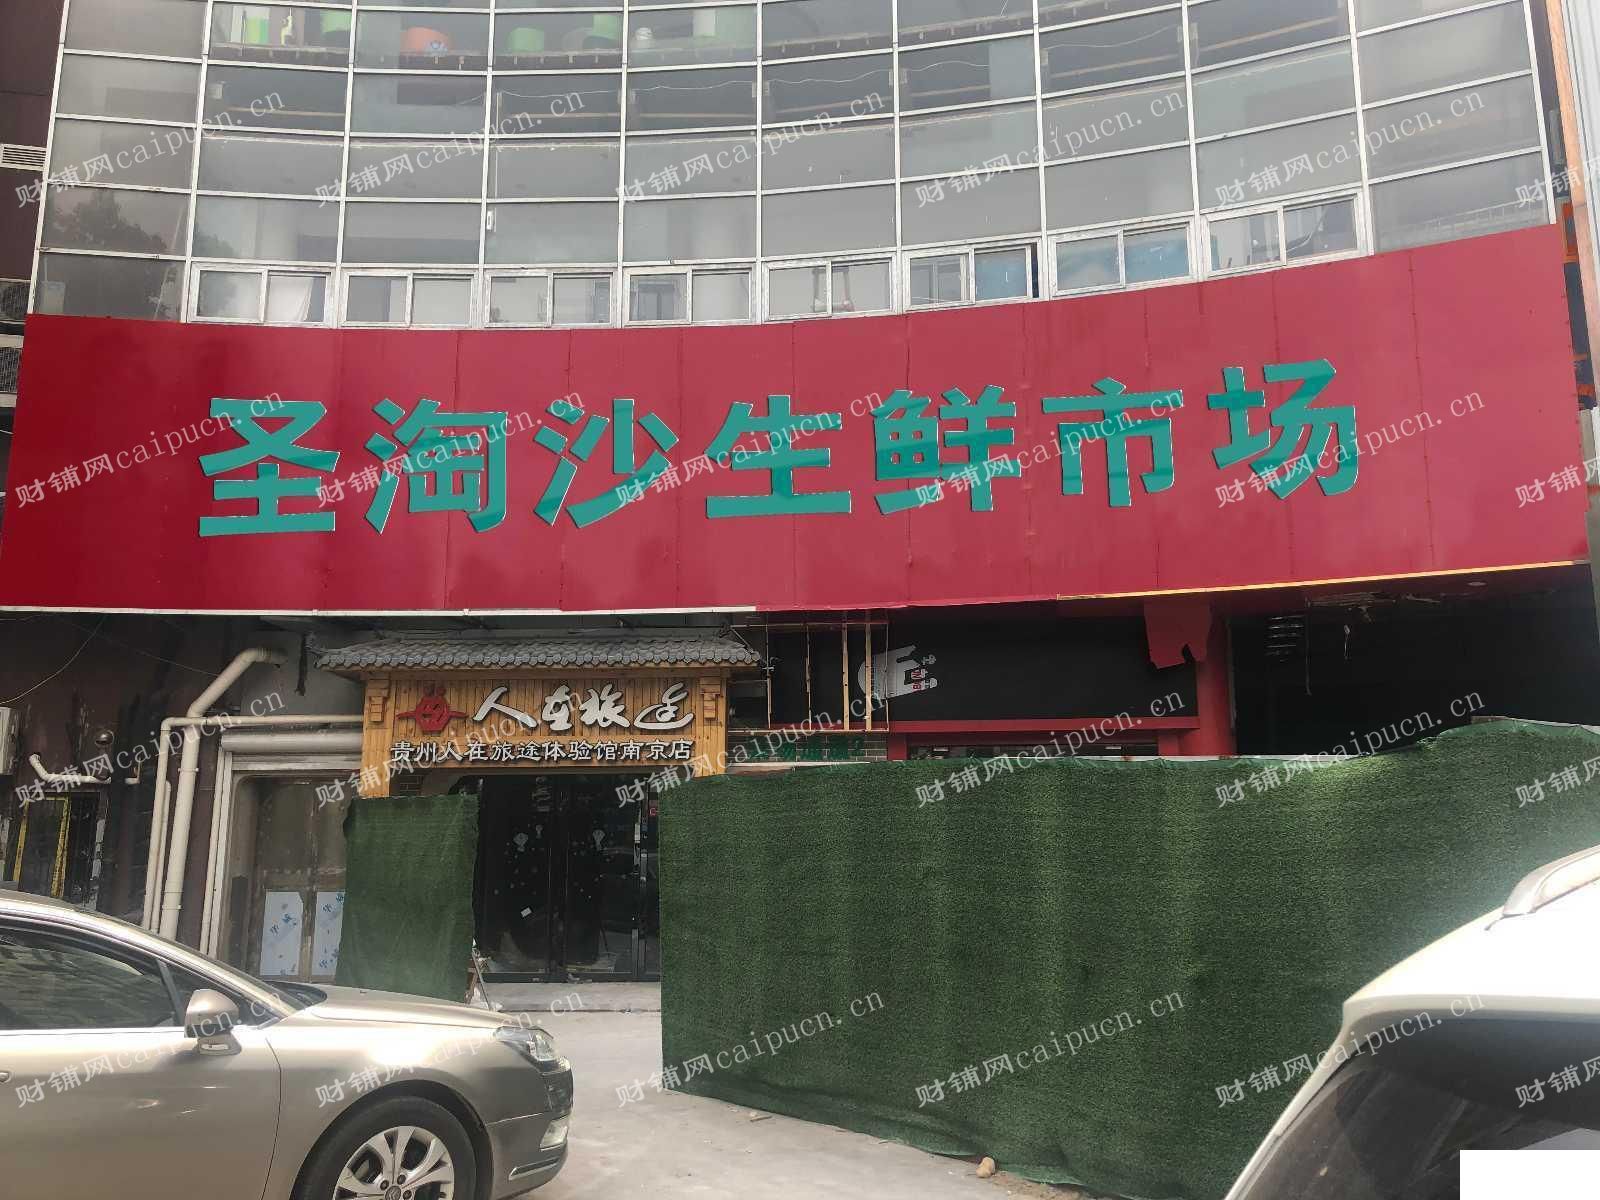 圣淘沙生鲜市场
人在旅途
贵州人在旅途体验馆南京店
财铺网caipucn.cn